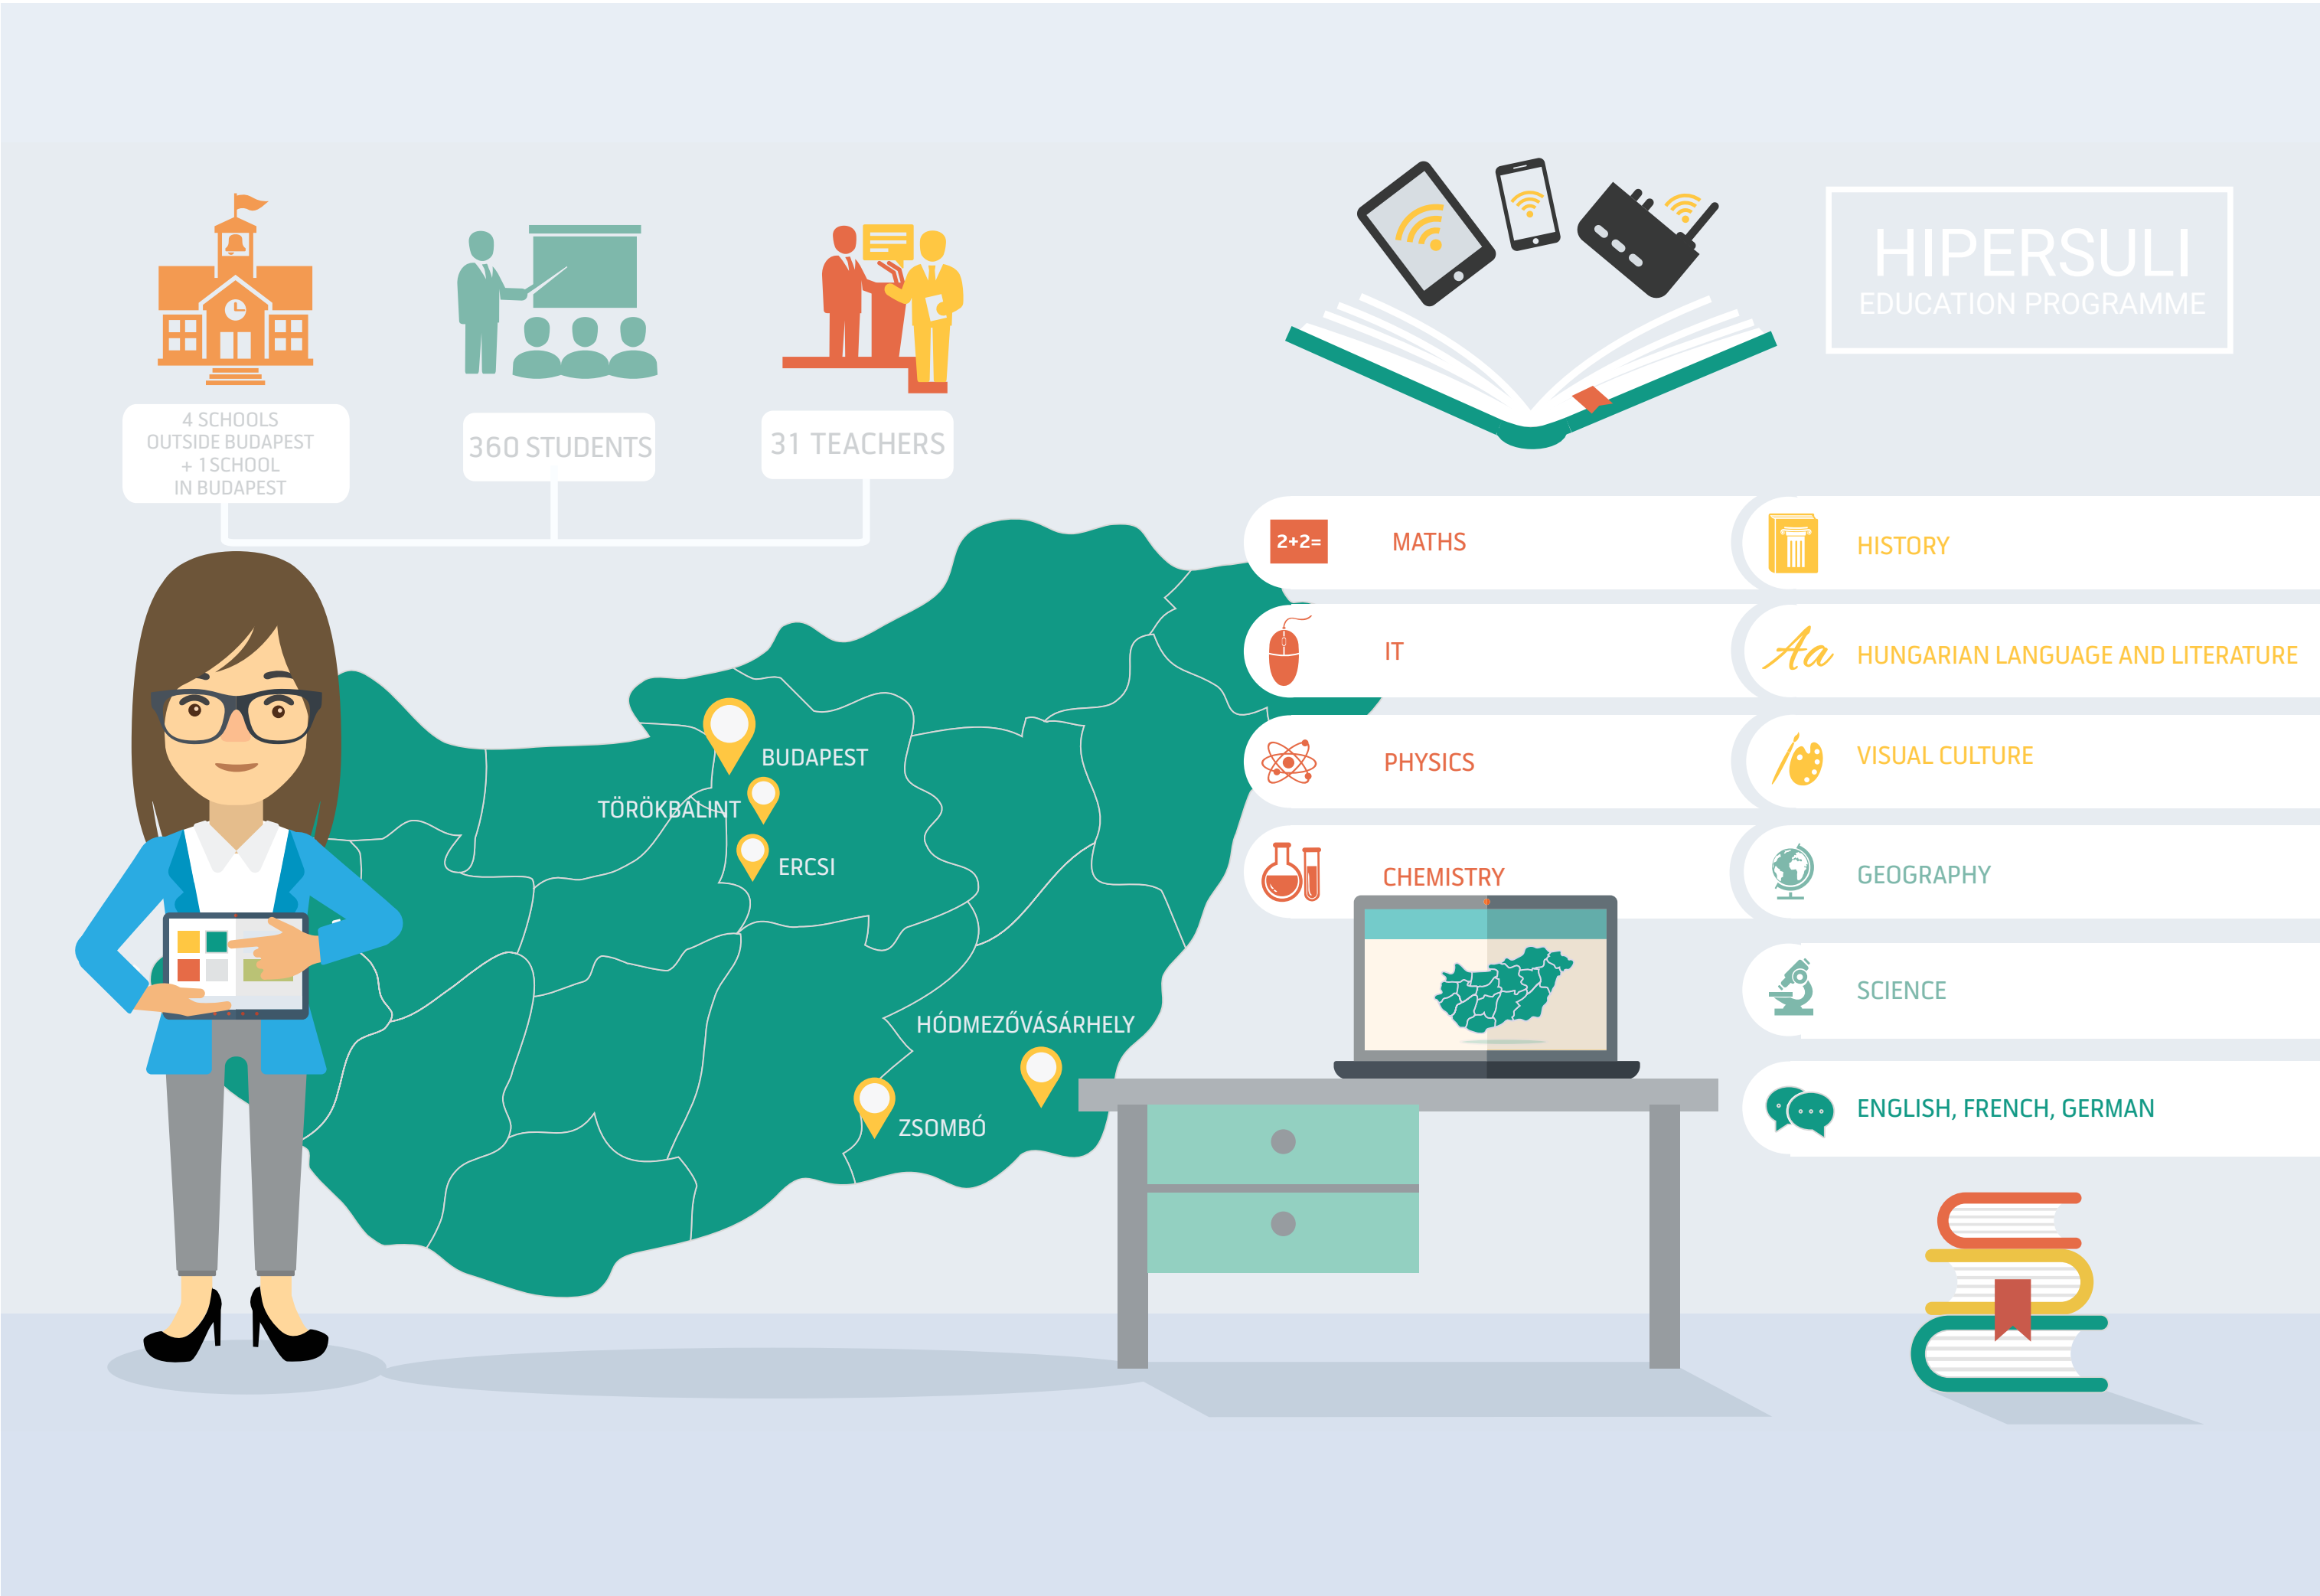 HIPERSULI
EDUCATION PROGRAMME
4 SCHOOLS
OUTSIDE BUDAPEST
+ 1 SCHOOL
IN BUDAPEST
360 STUDENTS
31 TEACHERS
BUDAPEST
TÖRÖKBÁLINT
ERCSI
HÓDMEZŐVÁSÁRHELY
ZSOMBÓ
2+2=
MATHS
IT
PHYSICS
CHEMISTRY
HISTORY
Aa
HUNGARIAN LANGUAGE AND LITERATURE
VISUAL CULTURE
GEOGRAPHY
SCIENCE
ENGLISH, FRENCH, GERMAN